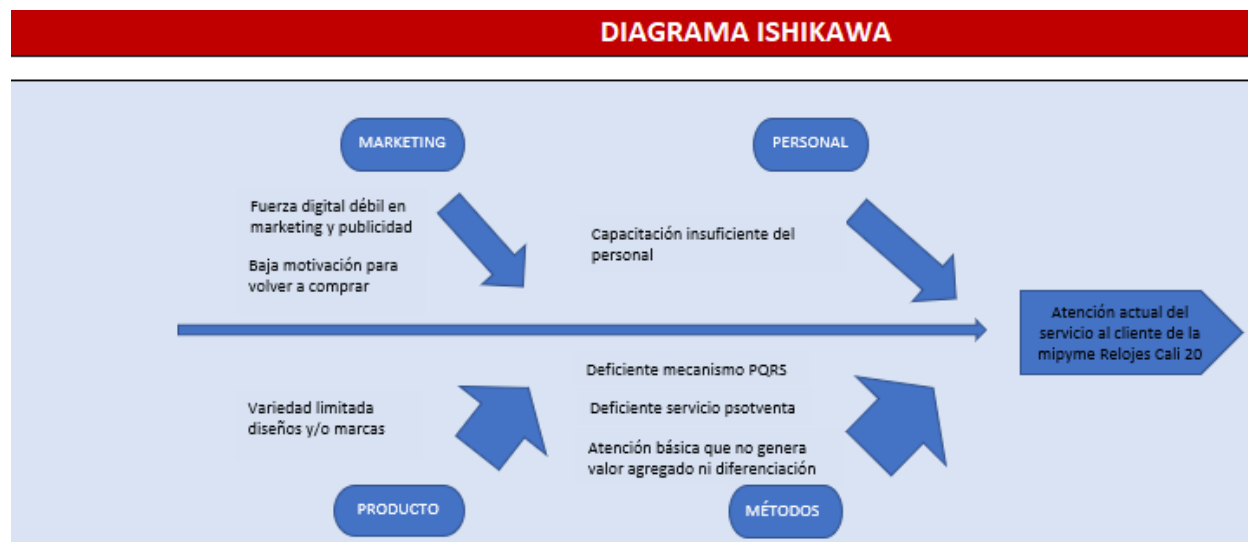 DIAGRAMA ISHIKAWA
MARKETING
PERSONAL
Fuerza digital débil en
marketing y publicidad
Baja motivación para
volver a comprar
Capacitación insuficiente del
personal
Atención actual del
servicio al cliente de la
mipyme Relojes Cali 20
Variedad limitada
diseños y/o marcas
Deficiente mecanismo PQRS
Deficiente servicio psotventa
Atención básica que no genera
valor agregado ni diferenciación
PRODUCTO
MÉTODOS